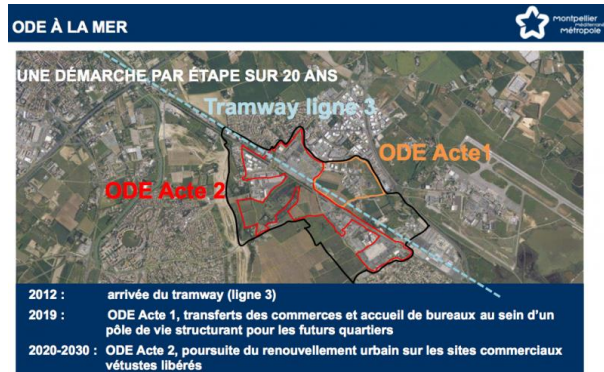 ODE À LA MER
montpellier
méditerranée
métropole
UNE DÉMARCHE PAR ÉTAPE SUR 20 ANS
Tramway ligne 3
ODE Acte1
ODE Acte 2
2012 : arrivée du tramway (ligne 3)
2019 : ODE Acte 1, transferts des commerces et accueil de bureaux au sein d’un
pôle de vie structurant pour les futurs quartiers
2020-2030 : ODE Acte 2, poursuite du renouvellement urbain sur les sites commerciaux
vétustes libérés